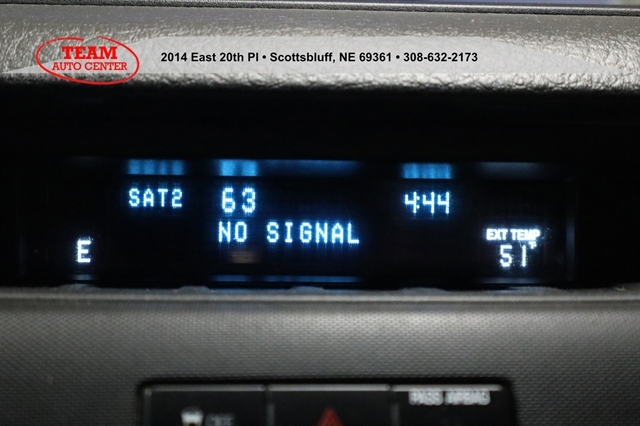 TEAM
AUTO CENTER
2014 East 20th Pl • Scottsbluff, NE 69361 • 308-632-2173
SAT2 63 4:44
NO SIGNAL
E
EXT TEMP
51°F
OFF
PASS AIRBAG